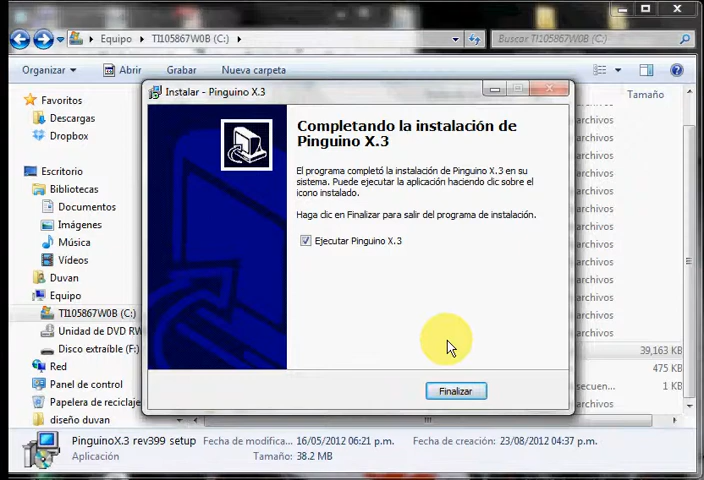 Equipo
TI105867W0B (C:)
Buscar TI105867W0B (C:)
Organizar
Abrir
Grabar
Nueva carpeta
Favoritos
Descargas
Dropbox
Escritorio
Bibliotecas
Documentos
Imágenes
Música
Vídeos
Duvan
Equipo
TI105867W0B (C:)
Unidad de DVD RW
Disco extraíble (F:)
Red
Panel de control
Papelera de reciclaje
diseño duvan
Instalar - Pinguino X.3
Completando la instalación de
Pinguino X.3
El programa completó la instalación de Pinguino X.3 en su
sistema. Puede ejecutar la aplicación haciendo clic sobre el
icono instalado.
Haga clic en Finalizar para salir del programa de instalación.
Ejecutar Pinguino X.3
Finalizar
Tamaño
archivos
archivos
archivos
archivos
archivos
archivos
archivos
archivos
archivos
archivos
archivos
archivos
archivos
39,163 KB
475 KB
1 KB
archivos
PinguinoX.3 rev399 setup
Fecha de modifica... 16/05/2012 06:21 p.m.
Fecha de creación: 23/08/2012 04:37 p.m.
Aplicación
Tamaño: 38.2 MB